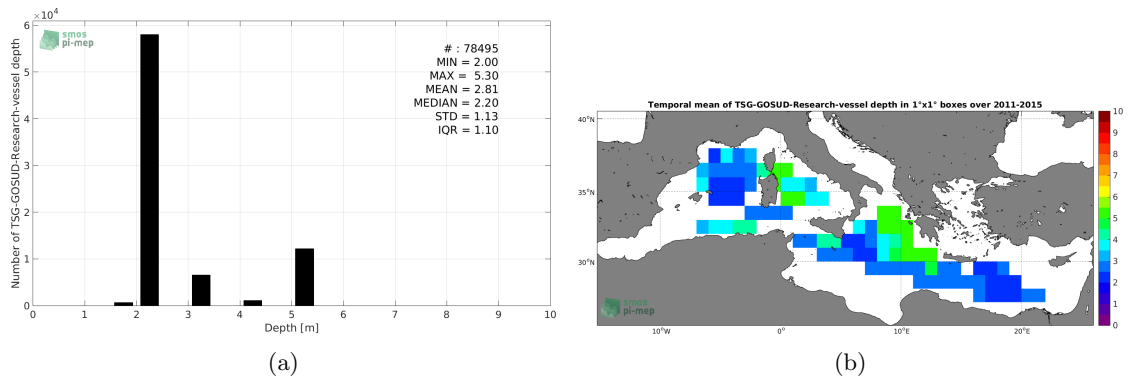 ×10⁴
smos
pi-mep
# : 78495
MIN = 2.00
MAX = 5.30
MEAN = 2.81
MEDIAN = 2.20
STD = 1.13
IQR = 1.10
Number of TSG-GOSUD-Research-vessel depth
6
5
4
3
2
1
0
0 1 2 3 4 5 6 7 8 9 10
Depth [m]
(a)
Temporal mean of TSG-GOSUD-Research-vessel depth in 1°x1° boxes over 2011-2015
40°N
35°N
30°N
10°W 0° 10°E 20°E
smos
pi-mep
10
9
8
7
6
5
4
3
2
1
0
(b)